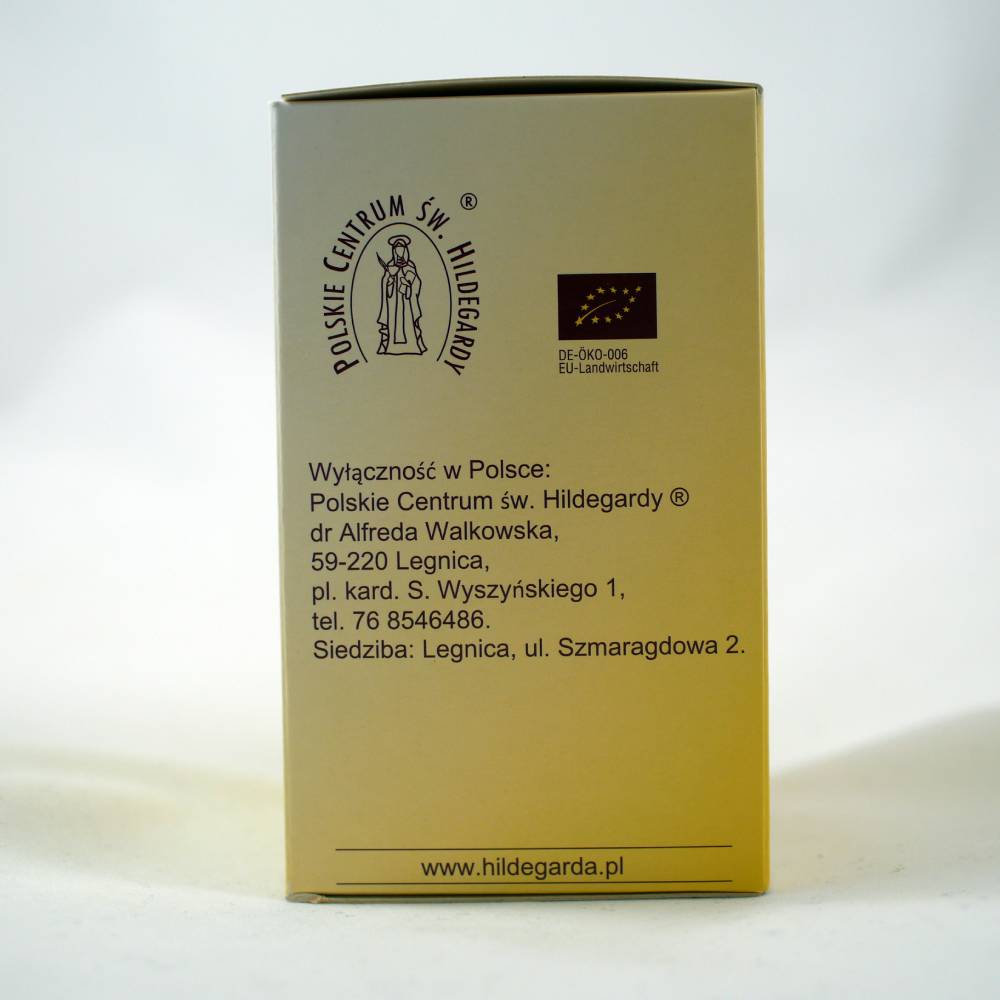 POLSKIE CENTRUM ŚW. HILDEGARDY ®
DE-ÖKO-006
EU-Landwirtschaft
Wyłączność w Polsce:
Polskie Centrum św. Hildegardy ®
dr Alfreda Walkowska,
59-220 Legnica,
pl. kard. S. Wyszyńskiego 1,
tel. 76 8546486.
Siedziba: Legnica, ul. Szmaragdowa 2.
www.hildegarda.pl